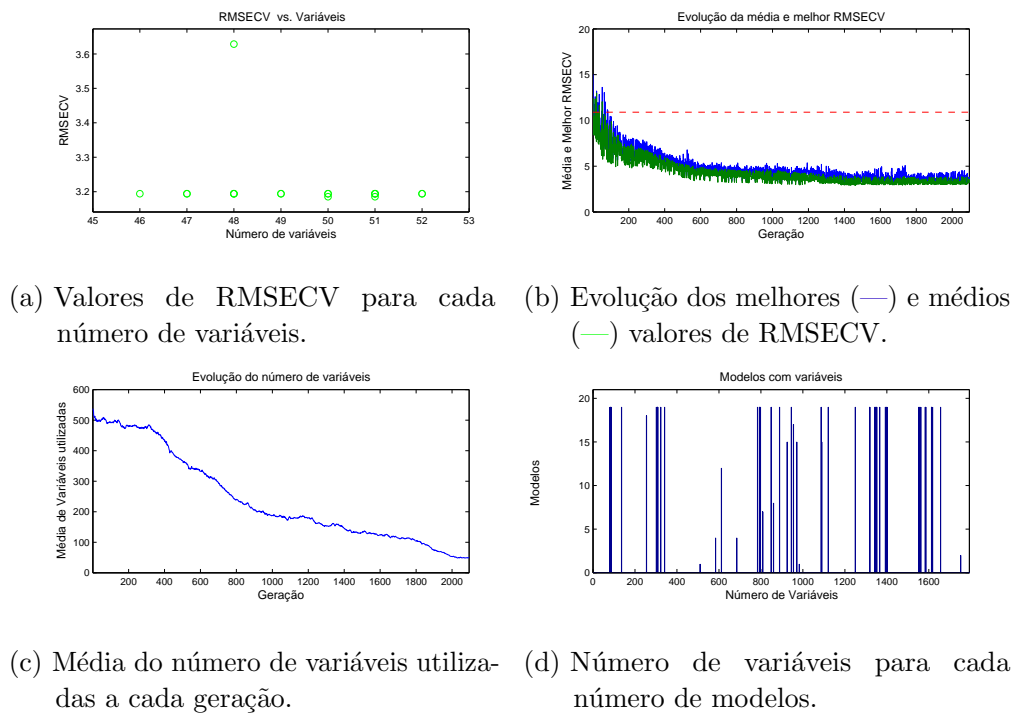 RMSECV vs. Variáveis
RMSECV
3.6
3.5
3.4
3.3
3.2
45 46 47 48 49 50 51 52 53
Número de variáveis
Evolução da média e melhor RMSECV
Média e Melhor RMSECV
20
15
10
5
0
200 400 600 800 1000 1200 1400 1600 1800 2000
Geração
(a) Valores de RMSECV para cada
número de variáveis.
(b) Evolução dos melhores (—) e médios
(—) valores de RMSECV.
Evolução do número de variáveis
Média de Variáveis utilizadas
600
500
400
300
200
100
0
200 400 600 800 1000 1200 1400 1600 1800 2000
Geração
Modelos com variáveis
Modelos
20
15
10
5
0
0 200 400 600 800 1000 1200 1400 1600
Número de Variáveis
(c) Média do número de variáveis utiliza-
das a cada geração.
(d) Número de variáveis para cada
número de modelos.